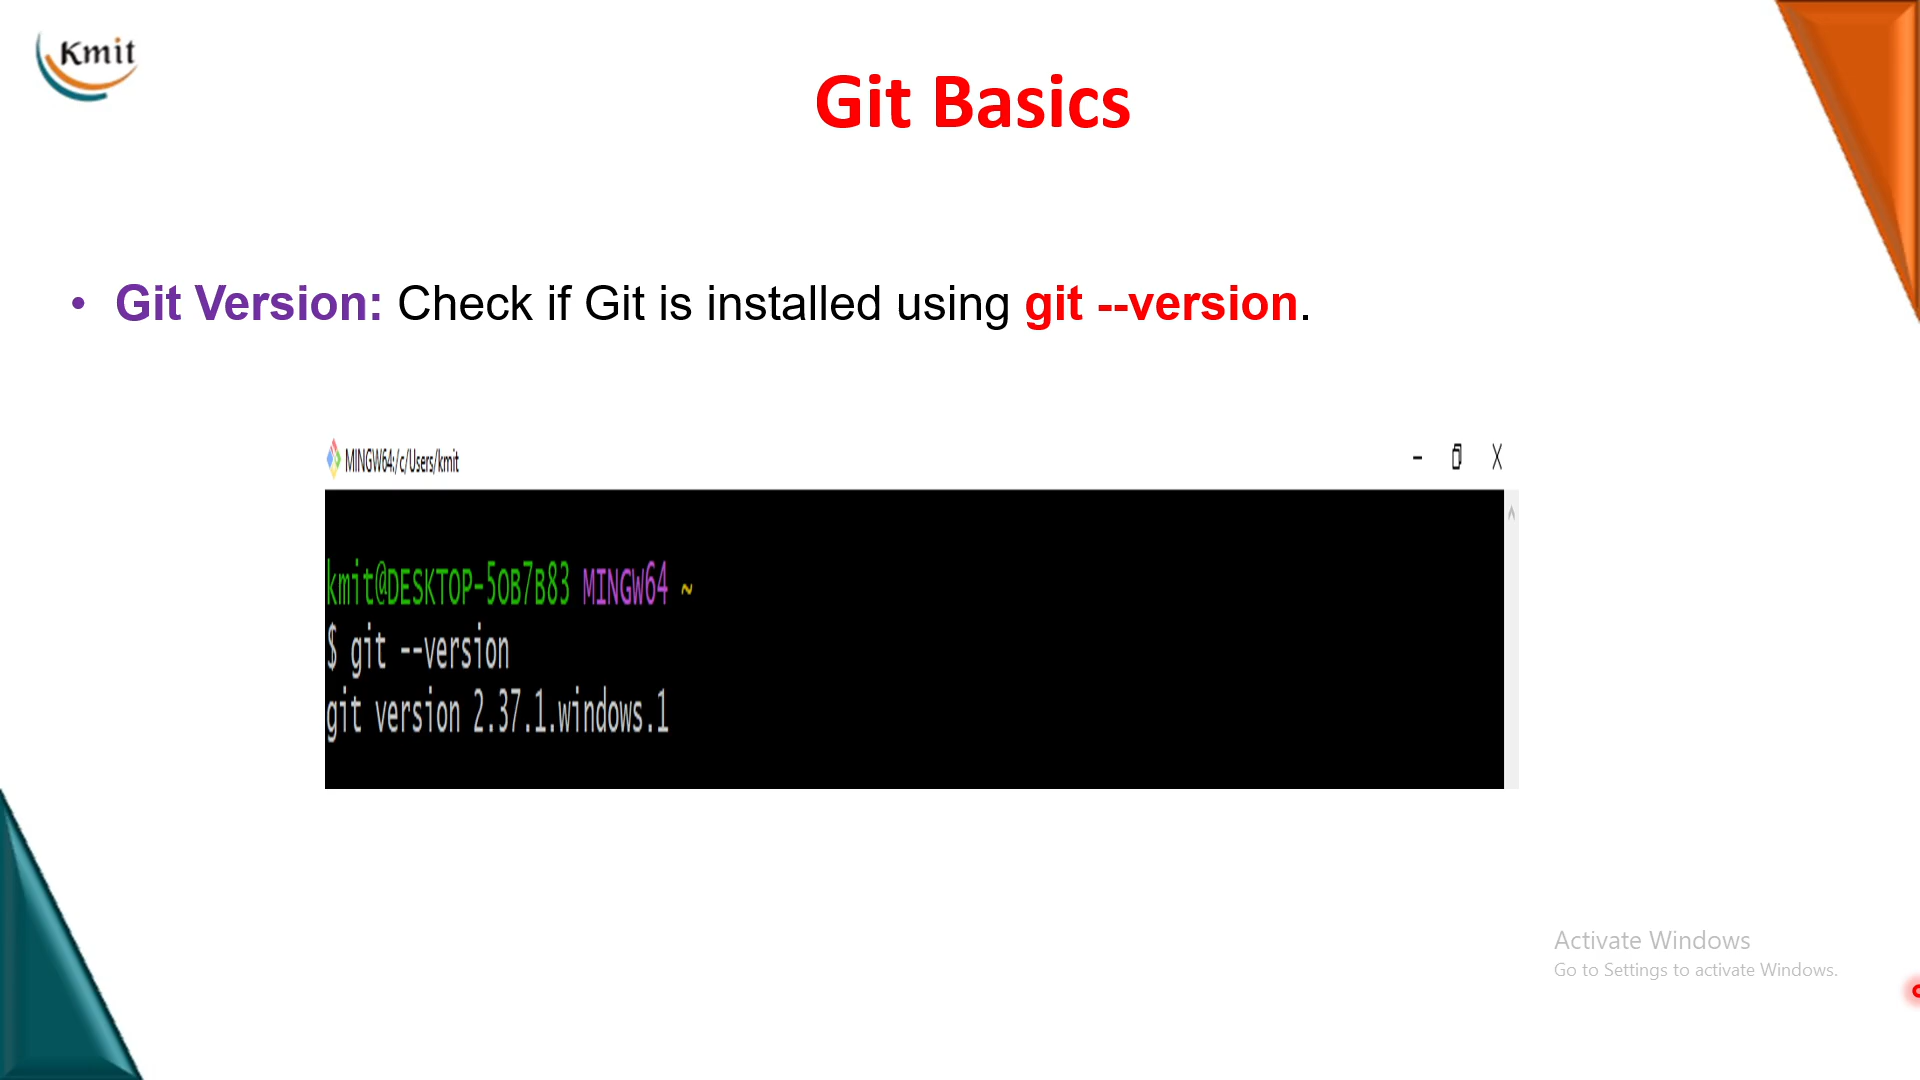 Kmit
Git Basics
• Git Version: Check if Git is installed using git --version.
MINGW64:/c/Users/kmit
kmit@DESKTOP-5OB7B83 MINGW64 ~
$ git --version
git version 2.37.1.windows.1
Activate Windows
Go to Settings to activate Windows.